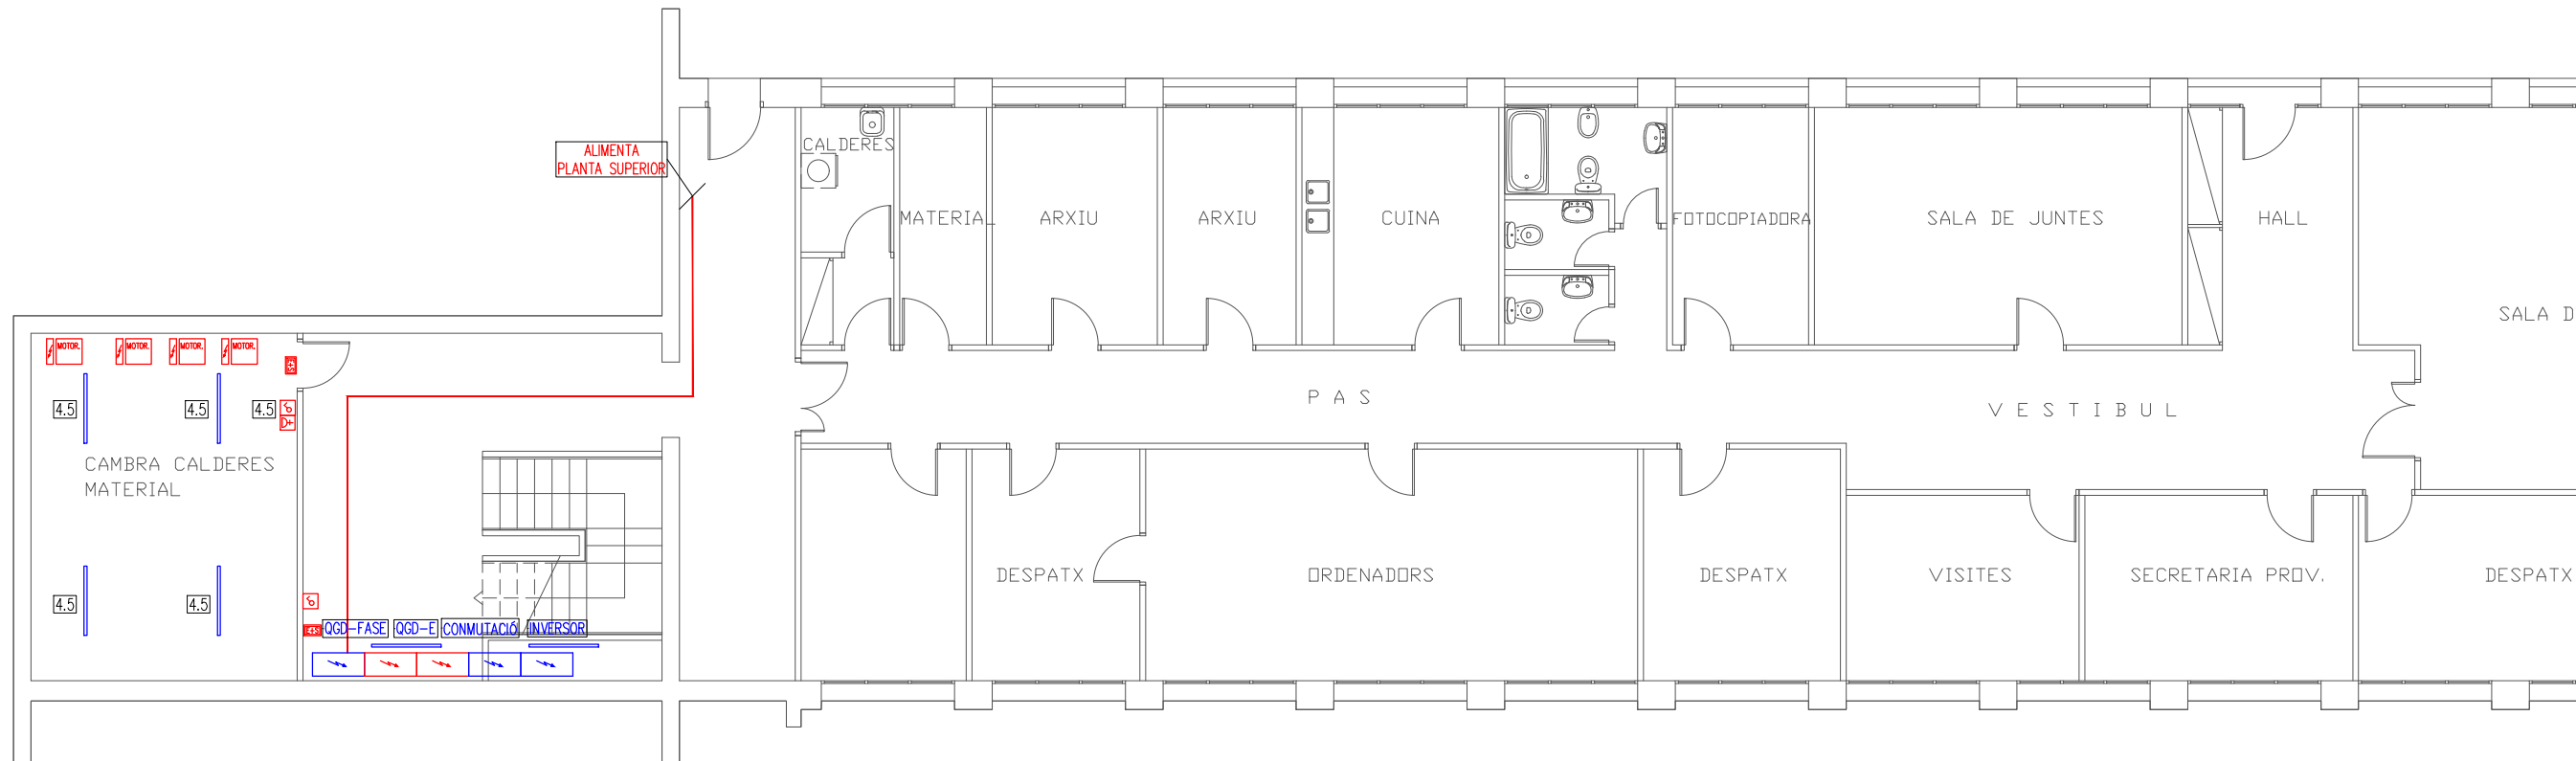 ALIMENTA
PLANTA SUPERIOR
CALDERES
MATERIAL
ARXIU
ARXIU
CUINA
FOTOCOPIADORA
SALA DE JUNTES
HALL
SALA D
MOTOR.
MOTOR.
MOTOR.
MOTOR.
E+S
4.5
4.5
4.5
D+
P A S
V E S T I B U L
CAMBRA CALDERES
MATERIAL
4.5
4.5
DESPATX
ORDENADORS
DESPATX
VISITES
SECRETARIA PROV.
DESPATX
E+S
QGD-FASE
QGD-E
CONMUTACIÓ
INVERSOR